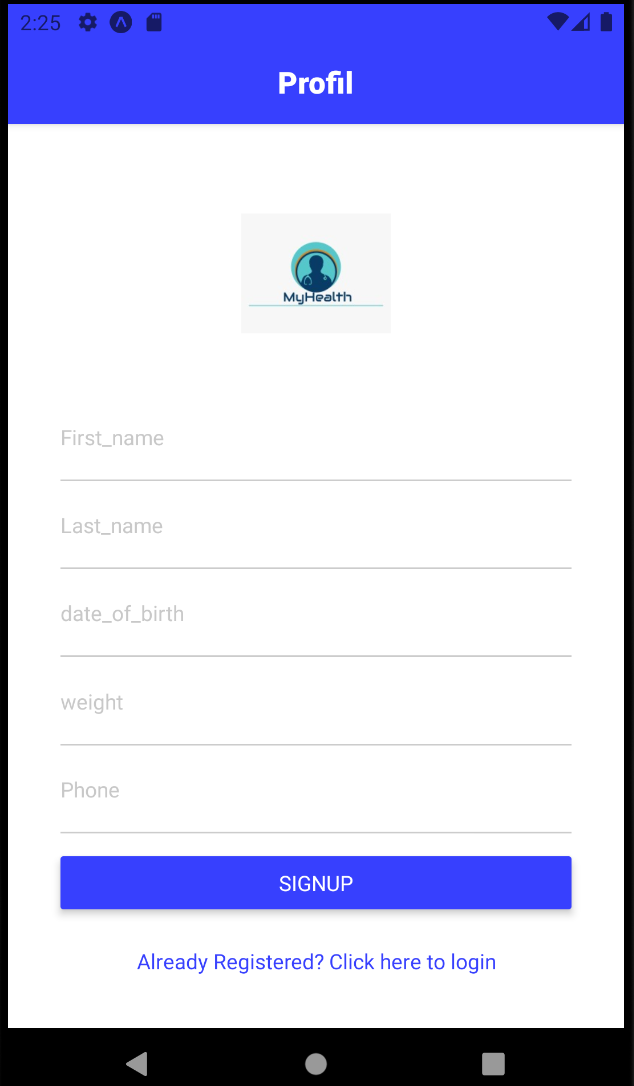 2:25
Profil
MyHealth
First_name
Last_name
date_of_birth
weight
Phone
SIGNUP
Already Registered? Click here to login